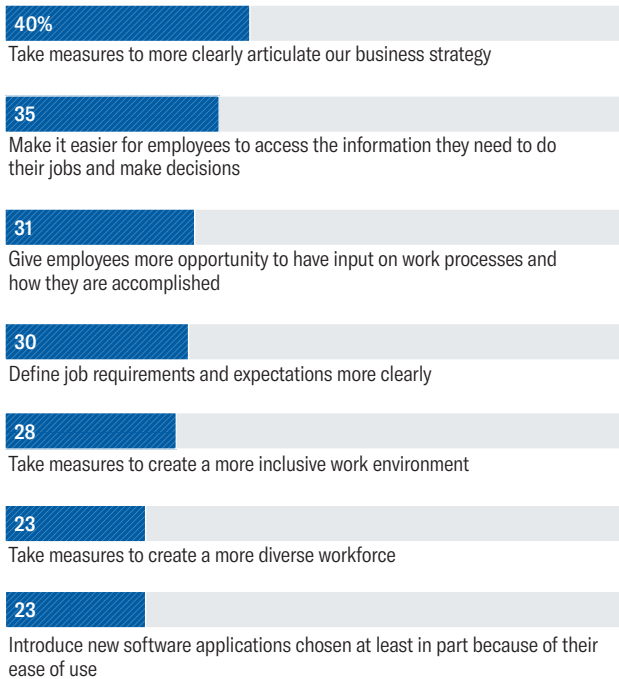 40%
Take measures to more clearly articulate our business strategy
35
Make it easier for employees to access the information they need to do
their jobs and make decisions
31
Give employees more opportunity to have input on work processes and
how they are accomplished
30
Define job requirements and expectations more clearly
28
Take measures to create a more inclusive work environment
23
Take measures to create a more diverse workforce
23
Introduce new software applications chosen at least in part because of their
ease of use